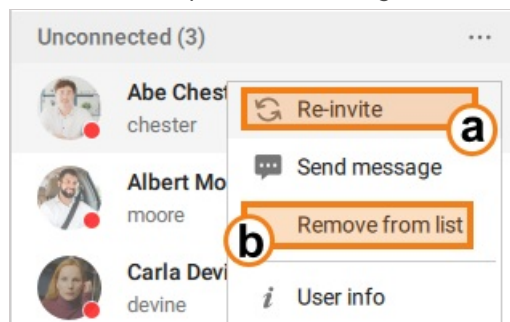 Unconnected (3) ...
Abe Chest
chester
Re-invite
a
Send message
Albert Mo
moore
Remove from list
b
Carla Devi
devine
i User info